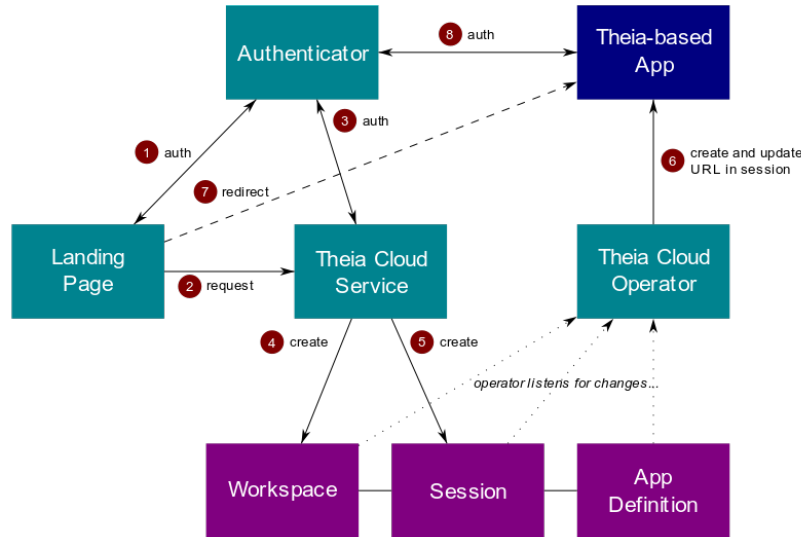 8 auth
Authenticator
Theia-based
App
3 auth
1 auth
6 create and update
URL in session
7 redirect
Landing
Page
Theia Cloud
Service
Theia Cloud
Operator
2 request
4 create
5 create
operator listens for changes...
Workspace
Session
App
Definition